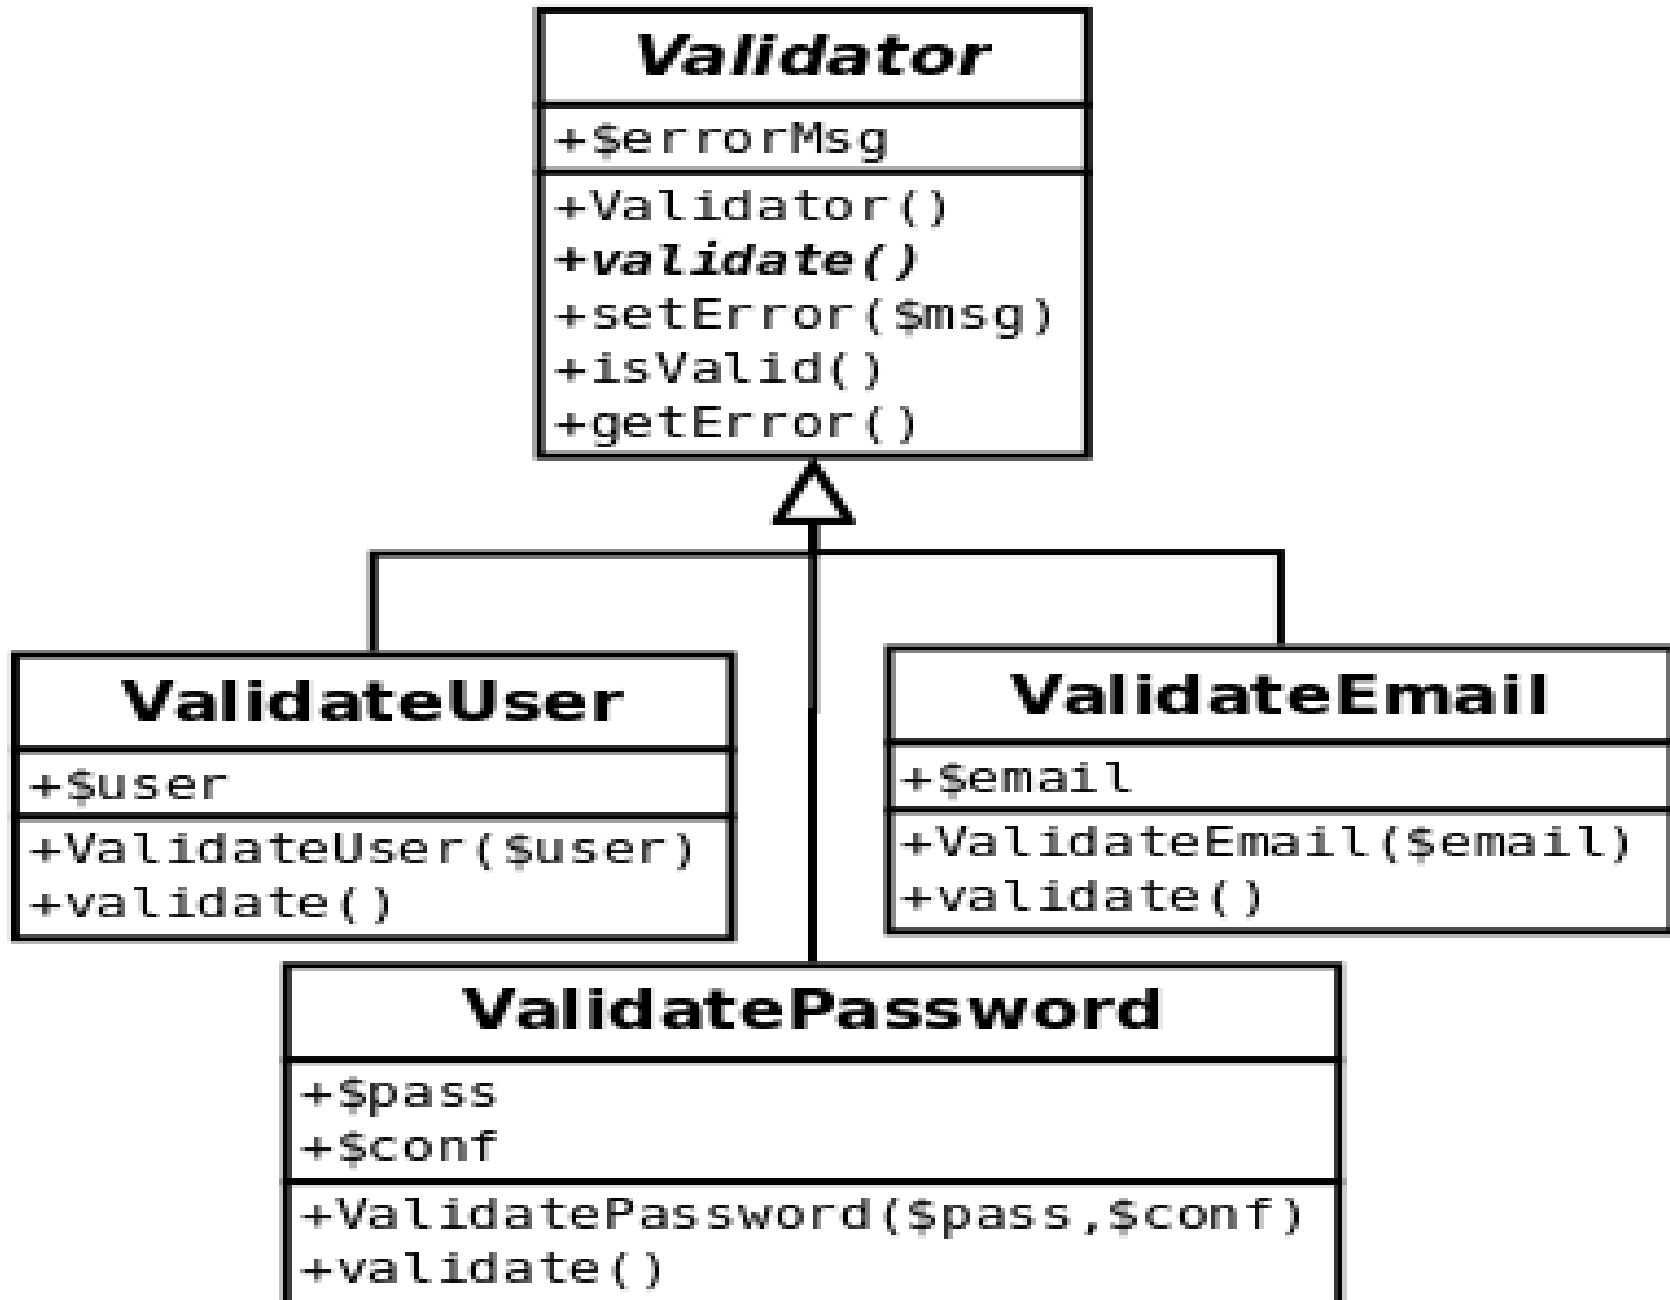 Validator
+$errorMsg
+Validator()
+validate()
+setError($msg)
+isValid()
+getError()
ValidateUser
+$user
+ValidateUser($user)
+validate()
ValidateEmail
+$email
+ValidateEmail($email)
+validate()
ValidatePassword
+$pass
+$conf
+ValidatePassword($pass,$conf)
+validate()